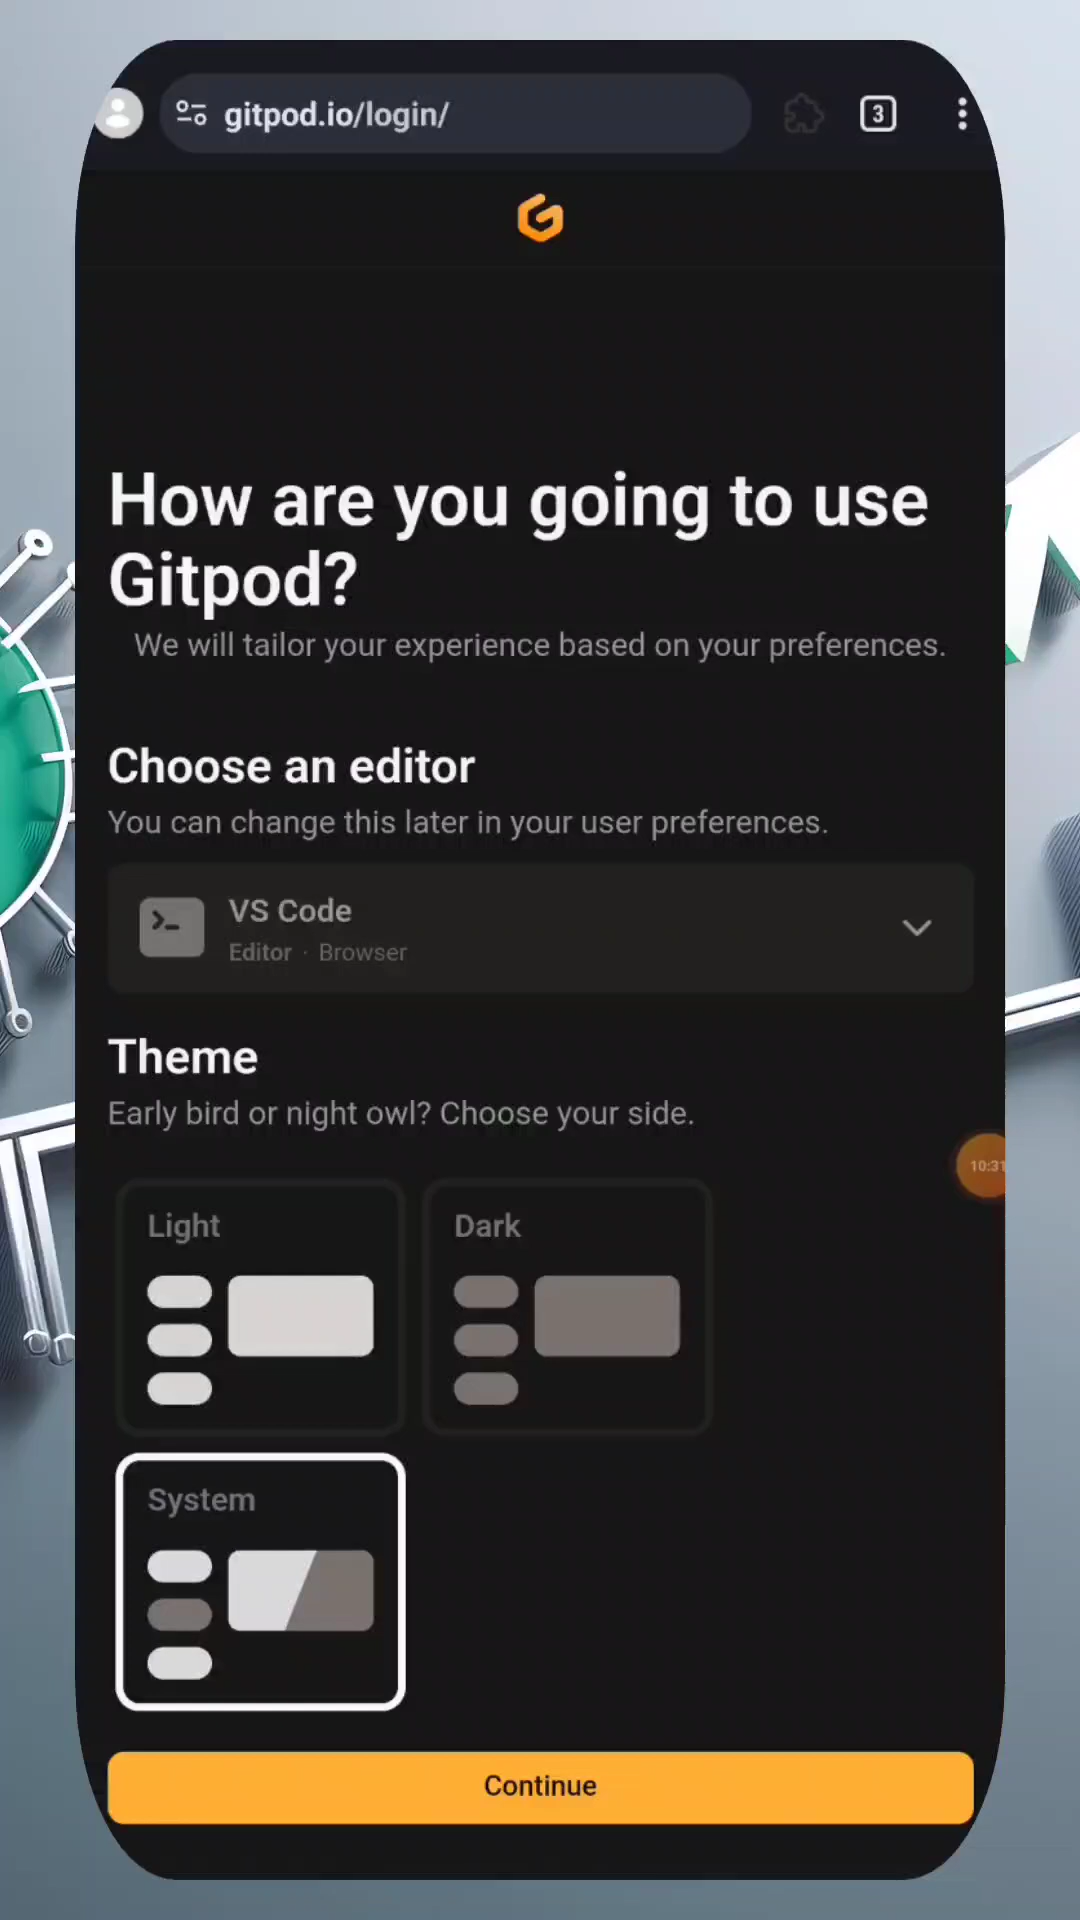 gitpod.io/login/
3
How are you going to use
Gitpod?
We will tailor your experience based on your preferences.
Choose an editor
You can change this later in your user preferences.
VS Code
Editor · Browser
Theme
Early bird or night owl? Choose your side.
10:31
Light
Dark
System
Continue